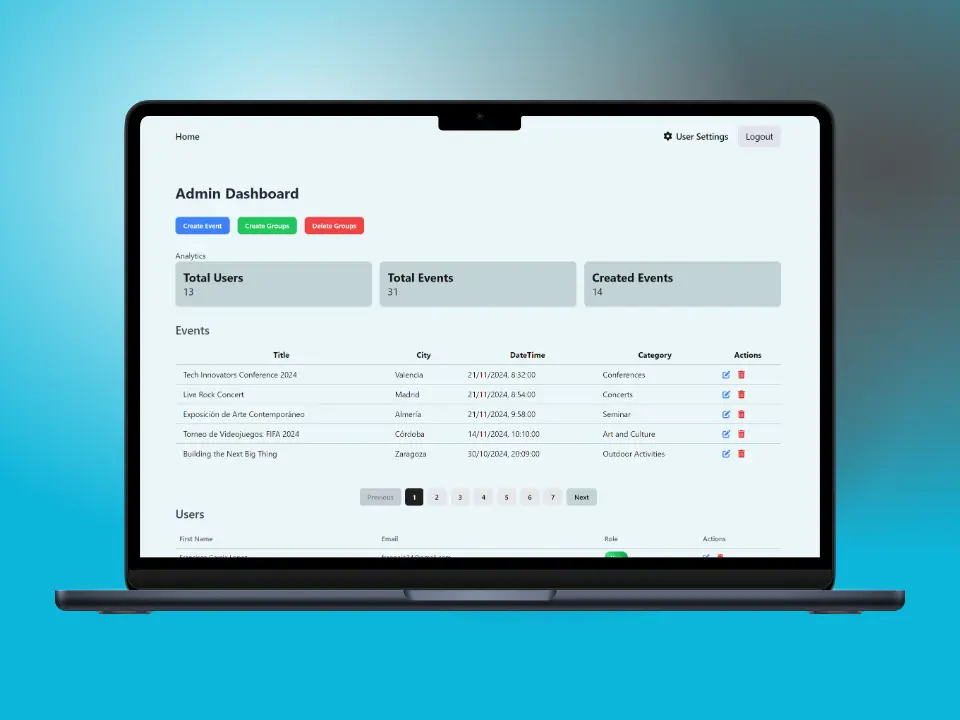 Home
User Settings
Logout
Admin Dashboard
Create Event
Create Groups
Delete Groups
Analytics
Total Users
13
Total Events
31
Created Events
14
Events
Title City DateTime Category Actions
Tech Innovators Conference 2024 Valencia 21/11/2024, 8:32:00 Conferences
Live Rock Concert Madrid 21/11/2024, 8:54:00 Concerts
Exposición de Arte Contemporáneo Almería 21/11/2024, 9:58:00 Seminar
Torneo de Videojuegos: FIFA 2024 Córdoba 14/11/2024, 10:10:00 Art and Culture
Building the Next Big Thing Zaragoza 30/10/2024, 20:09:00 Outdoor Activities
Previous 1 2 3 4 5 6 7 Next
Users
First Name Email Role Actions